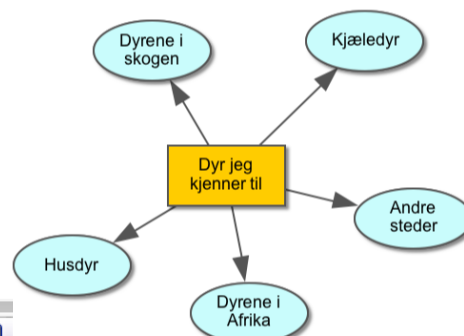 Dyrene i
skogen
Kjæledyr
Dyr jeg
kjenner til
Andre
steder
Husdyr
Dyrene i
Afrika